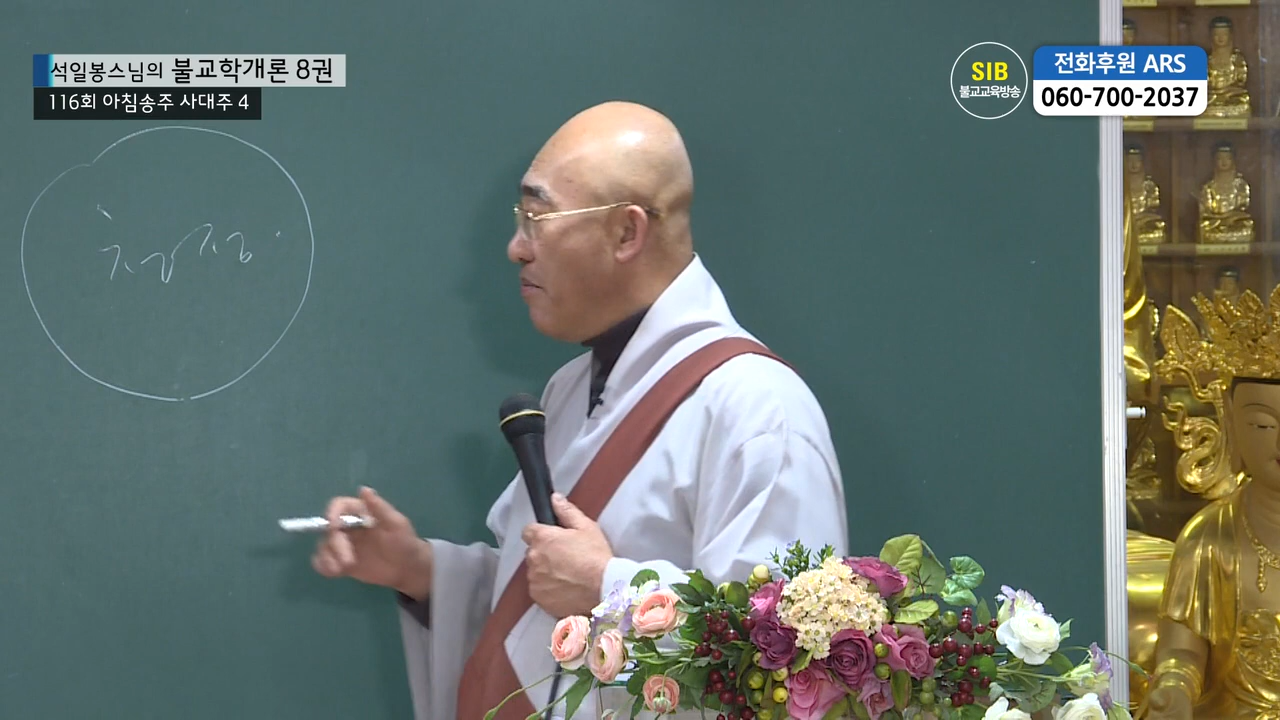 석일봉스님의 불교학개론 8권
116회 아침송주 사대주 4
SIB
불교교육방송
전화후원 ARS
060-700-2037